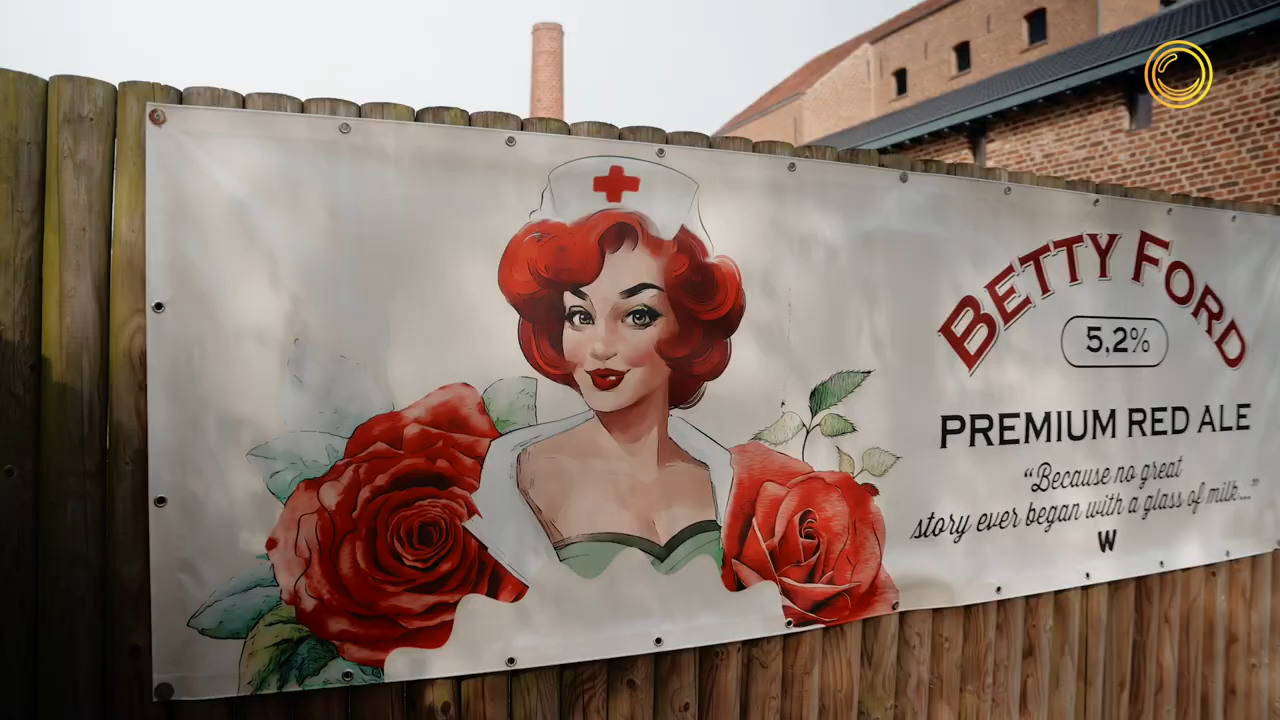 BETTY FORD
5,2%
PREMIUM RED ALE
“Because no great
story ever began with a glass of milk...”
W